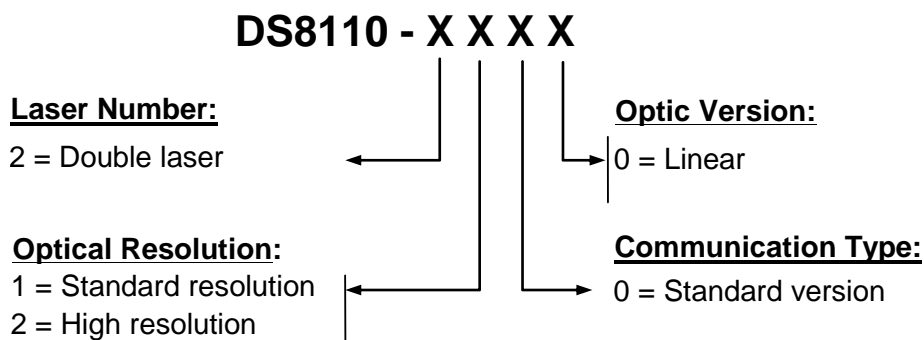 DS8110 - X X X X
Laser Number:
2 = Double laser
Optic Version:
0 = Linear
Optical Resolution:
1 = Standard resolution
2 = High resolution
Communication Type:
0 = Standard version